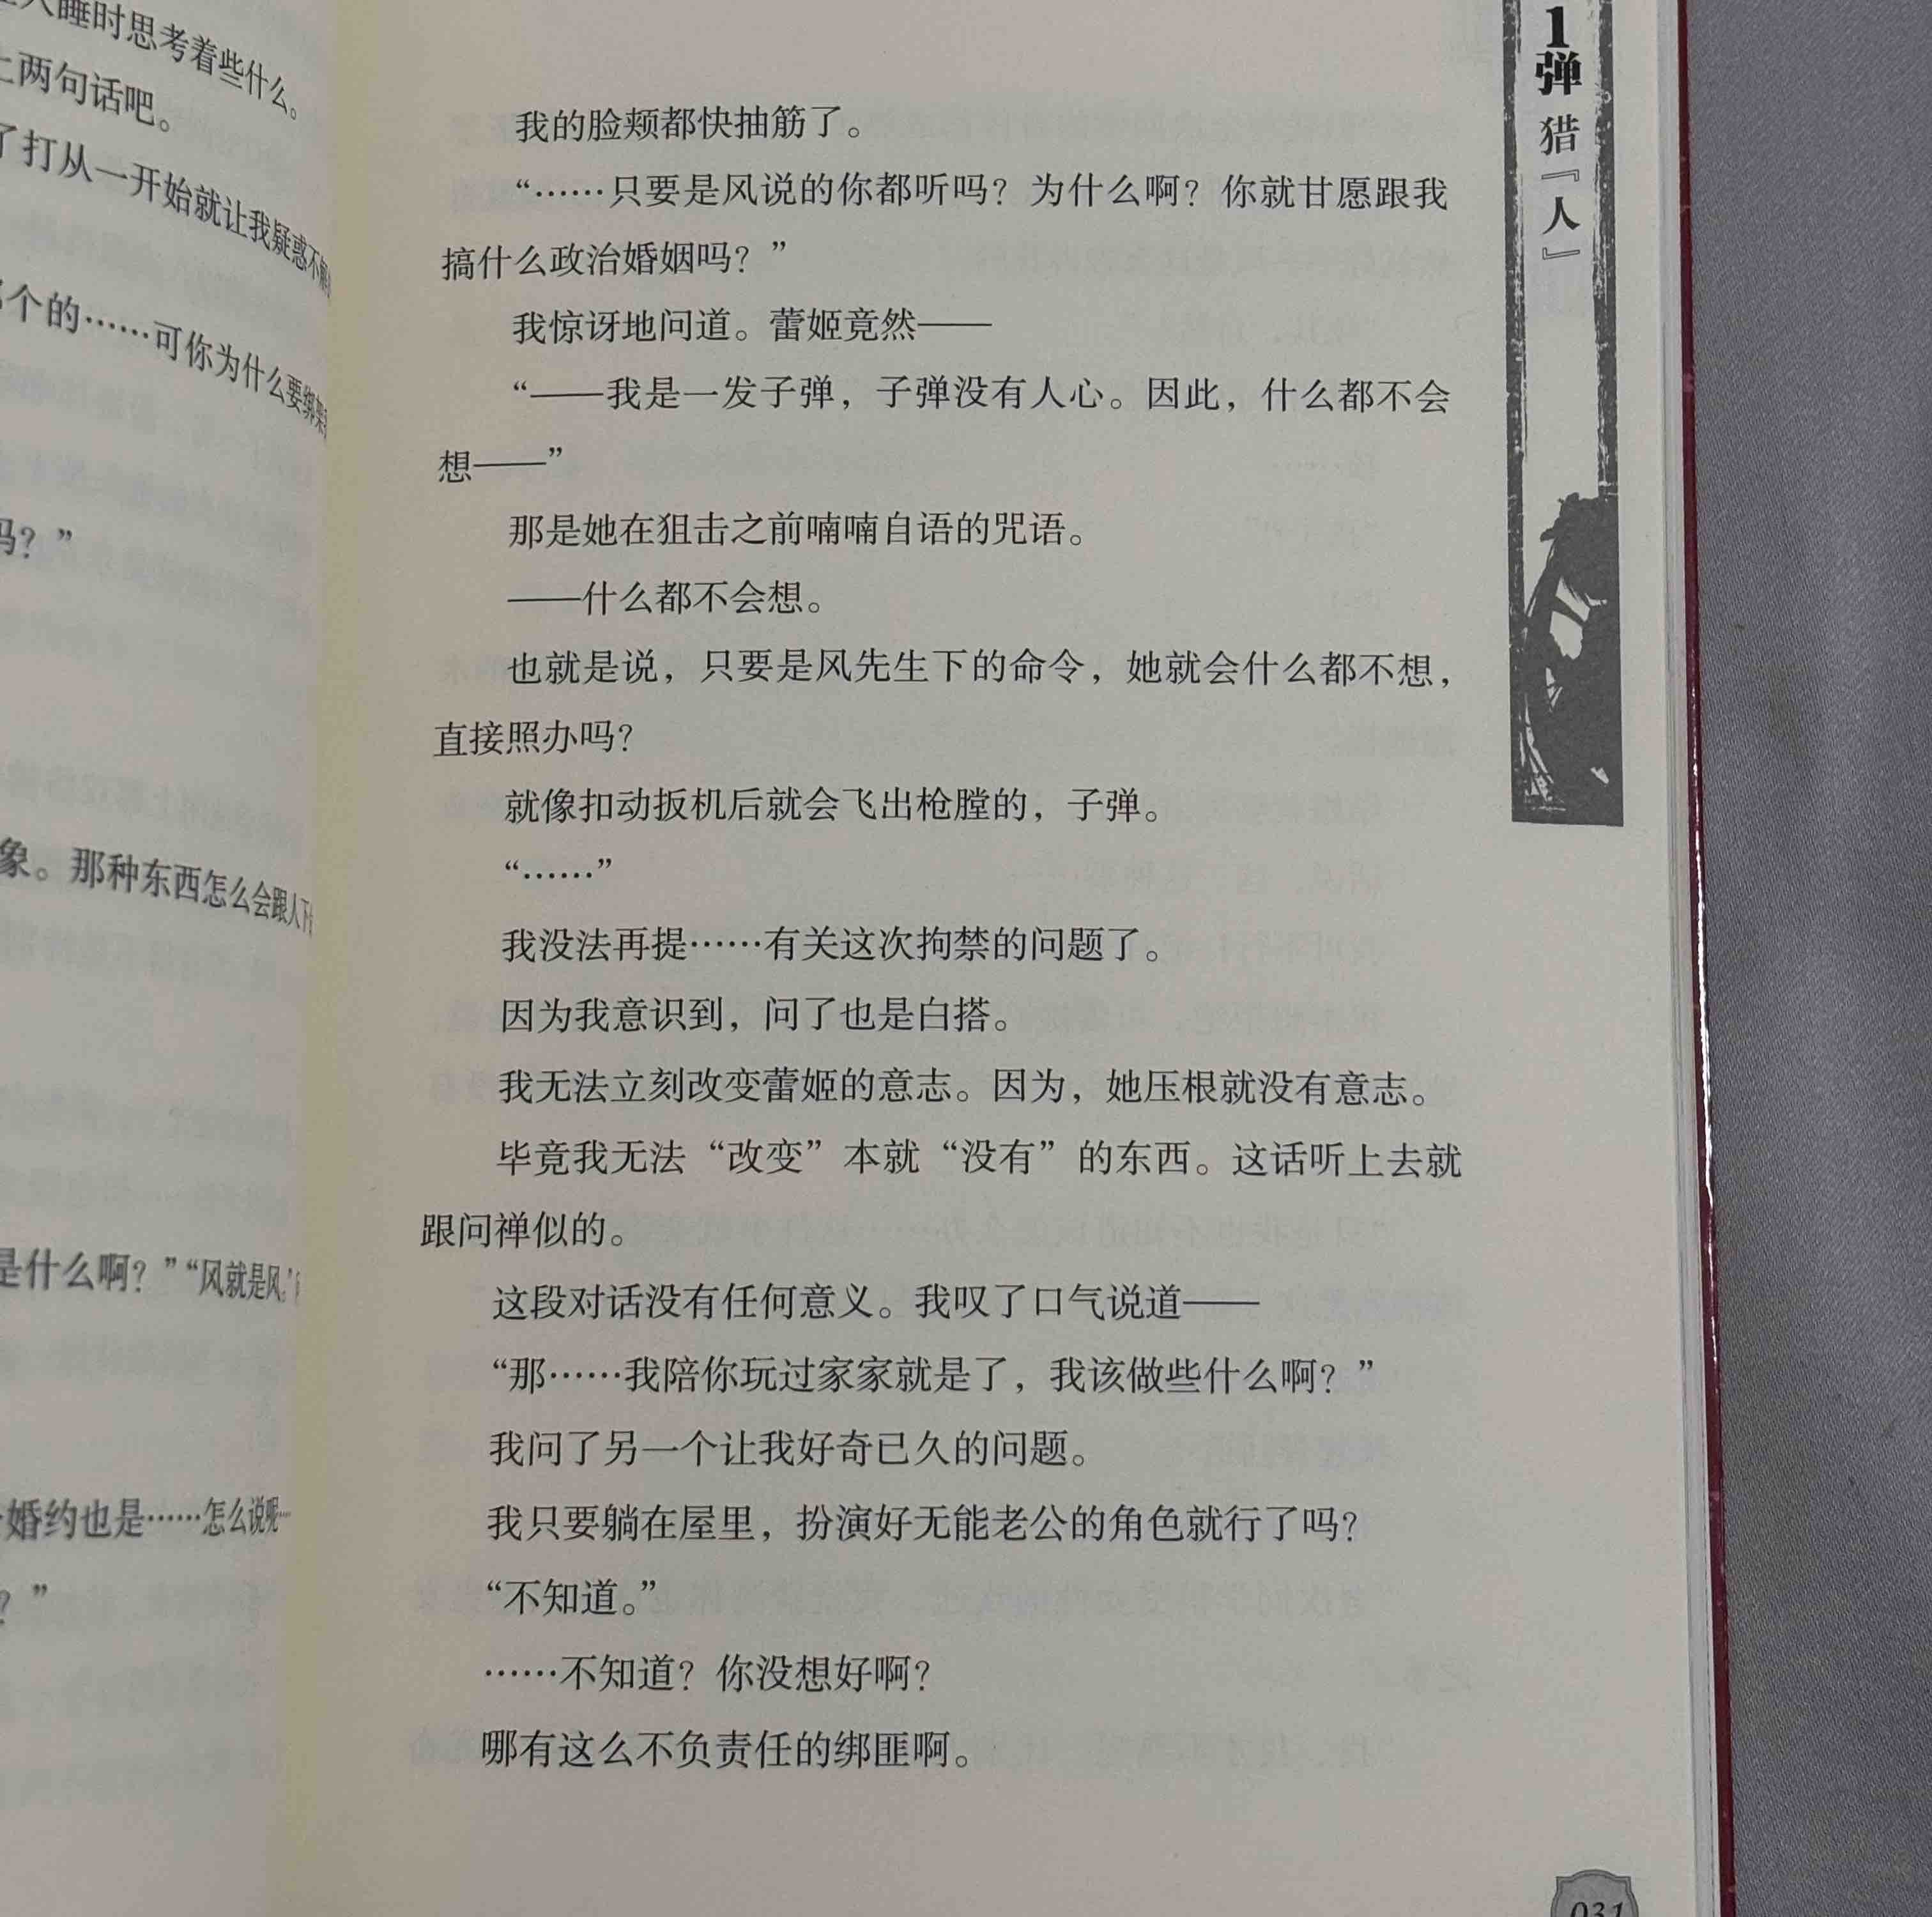 人睡时思考着些什么。
上两句话吧。
了打从一开始就让我疑惑不
个的……可你为什么要绑架
吗？”
象。那种东西怎么会跟人下
是什么啊？”“风就是风。”
婚约也是……怎么说呢…
？”
我的脸颊都快抽筋了。
“……只要是风说的你都听吗？为什么啊？你就甘愿跟我
搞什么政治婚姻吗？”
我惊讶地问道。蕾姬竟然——
“——我是一发子弹，子弹没有人心。因此，什么都不会
想——”
那是她在狙击之前喃喃自语的咒语。
——什么都不会想。
也就是说，只要是风先生下的命令，她就会什么都不想，
直接照办吗？
就像扣动扳机后就会飞出枪膛的，子弹。
“……”
我没法再提……有关这次拘禁的问题了。
因为我意识到，问了也是白搭。
我无法立刻改变蕾姬的意志。因为，她压根就没有意志。
毕竟我无法“改变”本就“没有”的东西。这话听上去就
跟问禅似的。
这段对话没有任何意义。我叹了口气说道——
“那……我陪你玩过家家就是了，我该做些什么啊？”
我问了另一个让我好奇已久的问题。
我只要躺在屋里，扮演好无能老公的角色就行了吗？
“不知道。”
……不知道？你没想好啊？
哪有这么不负责任的绑匪啊。
1弹 猎『人』
031